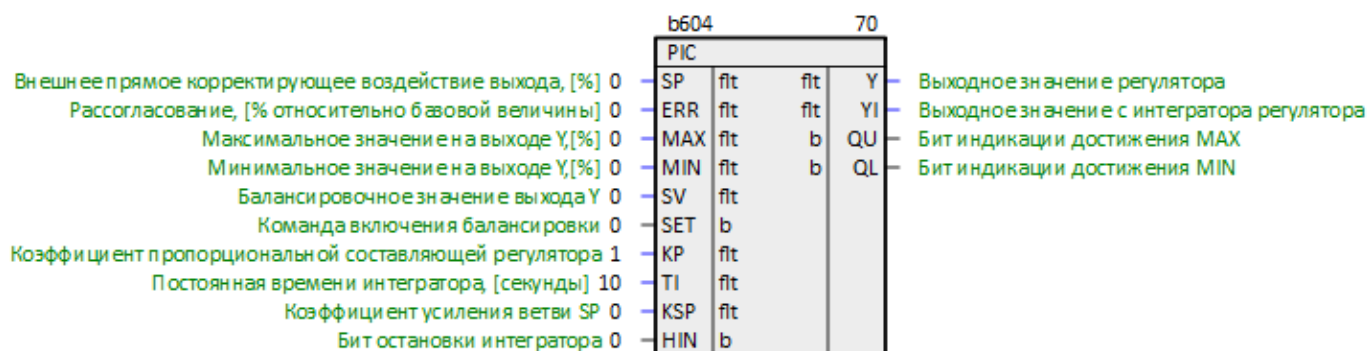 b604 70
PIC
Внешнее прямое корректирующее воздействие выхода, [%] 0 SP flt flt Y Выходное значение регулятора
Рассогласование, [% относительно базовой величины] 0 ERR flt flt YI Выходное значение с интегратора регулятора
Максимальное значение на выходе Y,[%] 0 MAX flt b QU Бит индикации достижения MAX
Минимальное значение на выходе Y,[%] 0 MIN flt b QL Бит индикации достижения MIN
Балансировочное значение выхода Y 0 SV flt
Команда включения балансировки 0 SET b
Коэффициент пропорциональной составляющей регулятора 1 KP flt
Постоянная времени интегратора, [секунды] 10 TI flt
Коэффициент усиления ветви SP 0 KSP flt
Бит остановки интегратора 0 HIN b